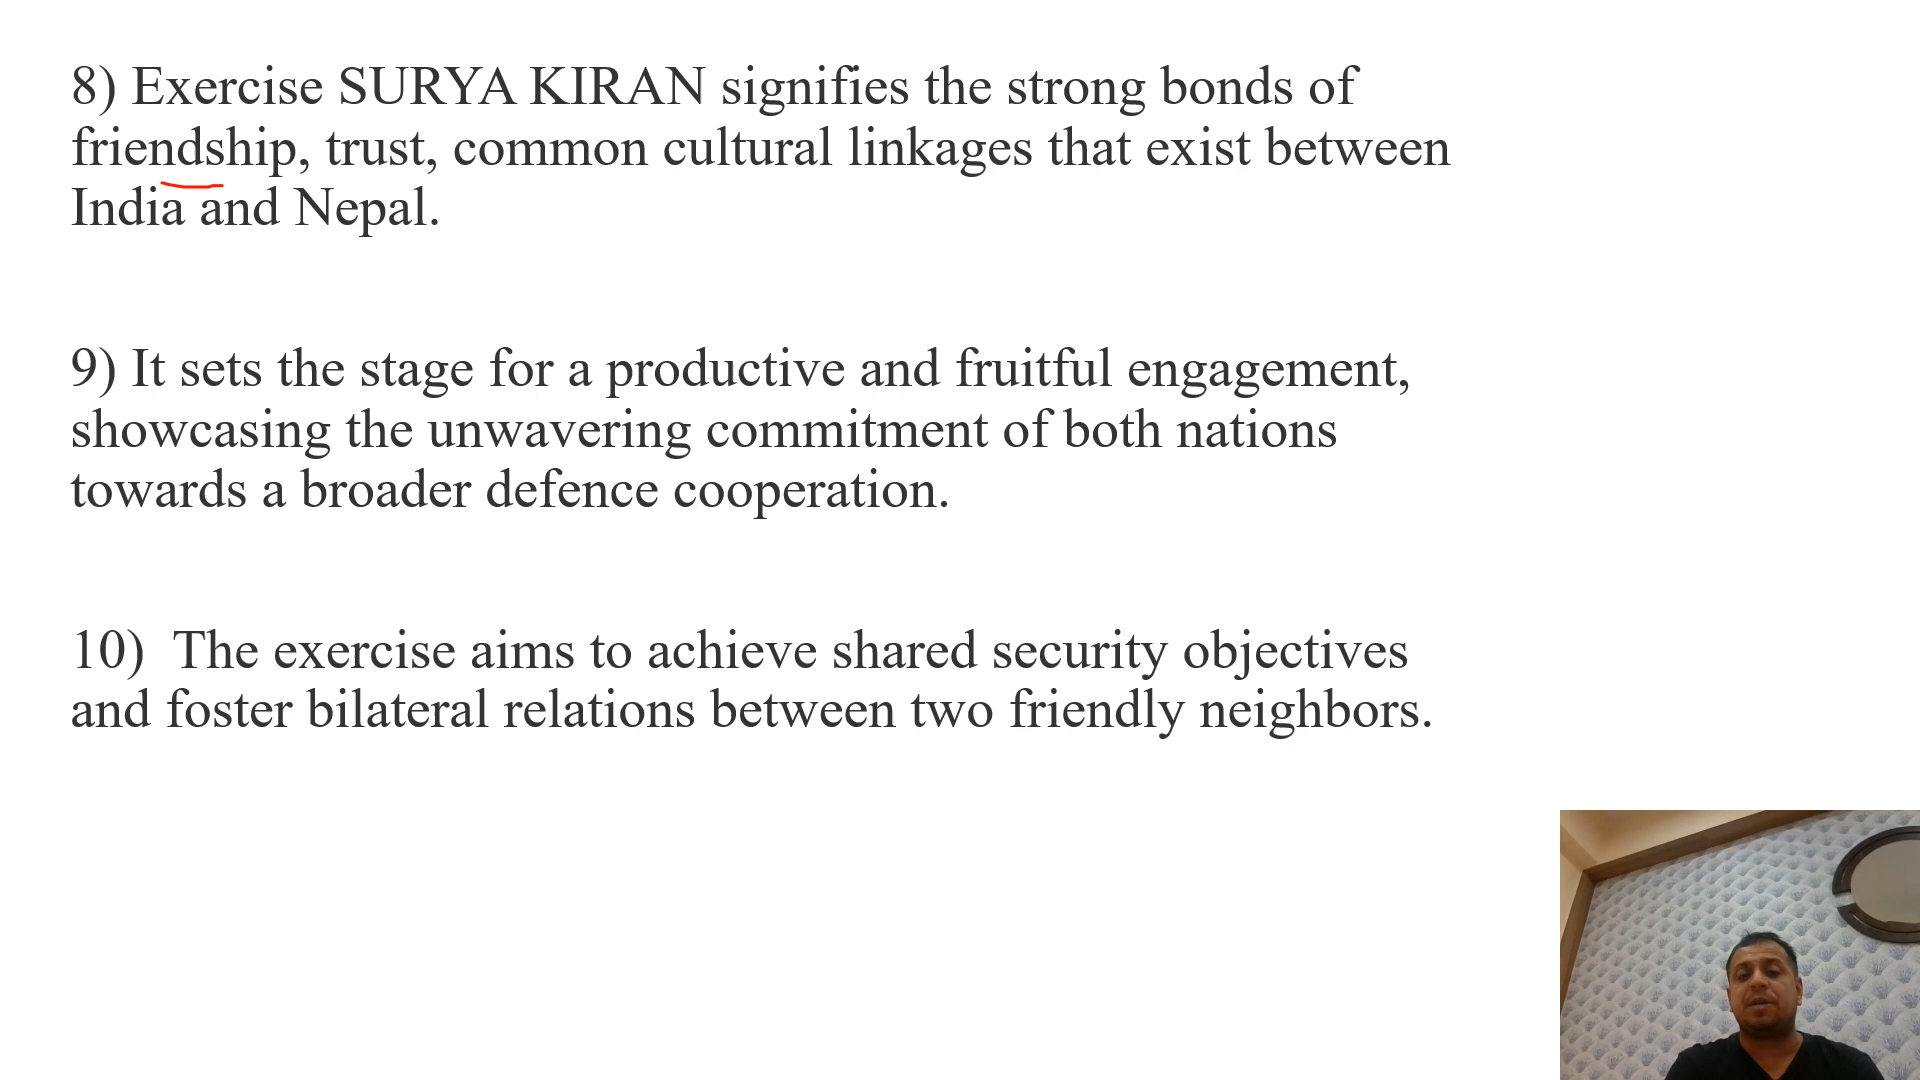 8) Exercise SURYA KIRAN signifies the strong bonds of
friendship, trust, common cultural linkages that exist between
India and Nepal.
9) It sets the stage for a productive and fruitful engagement,
showcasing the unwavering commitment of both nations
towards a broader defence cooperation.
10)  The exercise aims to achieve shared security objectives
and foster bilateral relations between two friendly neighbors.